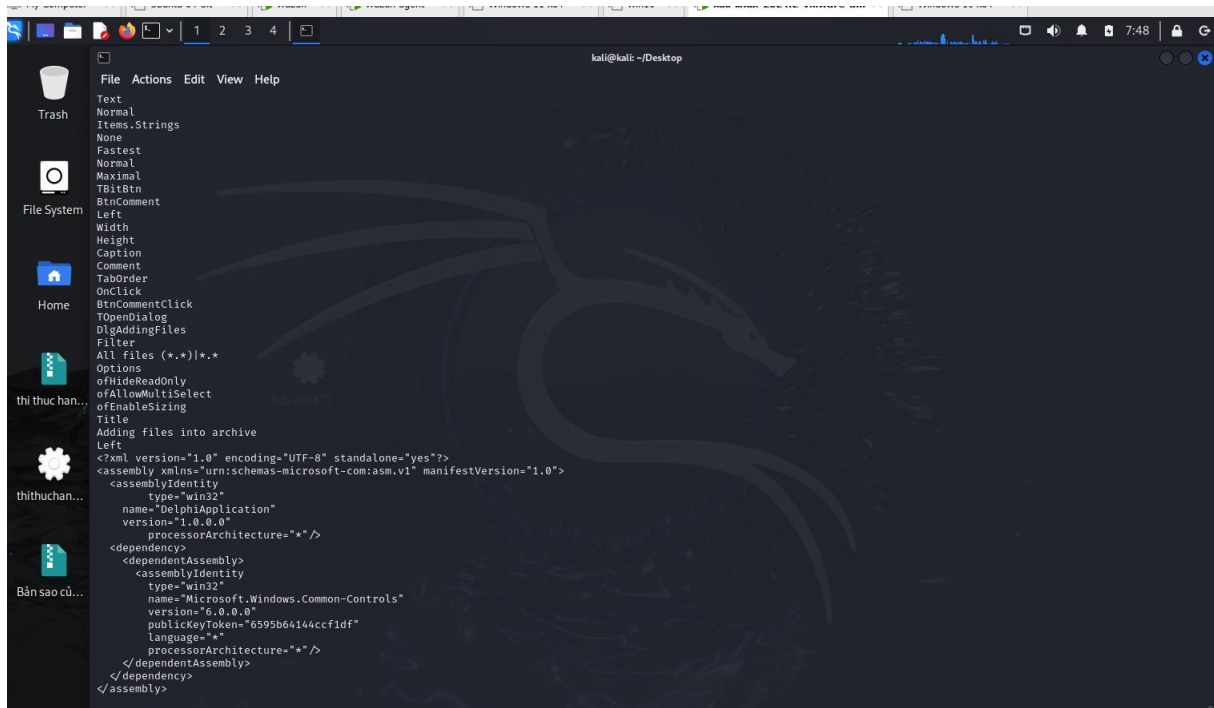 1 2 3 4
7:48
kali@kali: ~/Desktop
File Actions Edit View Help
Trash
File System
Home
thi thuc han...
thithuchan...
Bản sao củ...
Text
Normal
Items.Strings
None
Fastest
Normal
Maximal
TBitBtn
BtnComment
Left
Width
Height
Caption
Comment
TabOrder
OnClick
BtnCommentClick
TOpenDialog
DlgAddingFiles
Filter
All files (*.*)|*.*
Options
ofHideReadOnly
ofAllowMultiSelect
ofEnableSizing
Title
Adding files into archive
Left
<?xml version="1.0" encoding="UTF-8" standalone="yes"?>
<assembly xmlns="urn:schemas-microsoft-com:asm.v1" manifestVersion="1.0">
<assemblyIdentity
type="win32"
name="DelphiApplication"
version="1.0.0.0"
processorArchitecture="*"/>
<dependency>
<dependentAssembly>
<assemblyIdentity
type="win32"
name="Microsoft.Windows.Common-Controls"
version="6.0.0.0"
publicKeyToken="6595b64144ccf1df"
language="*"
processorArchitecture="*"/>
</dependentAssembly>
</dependency>
</assembly>